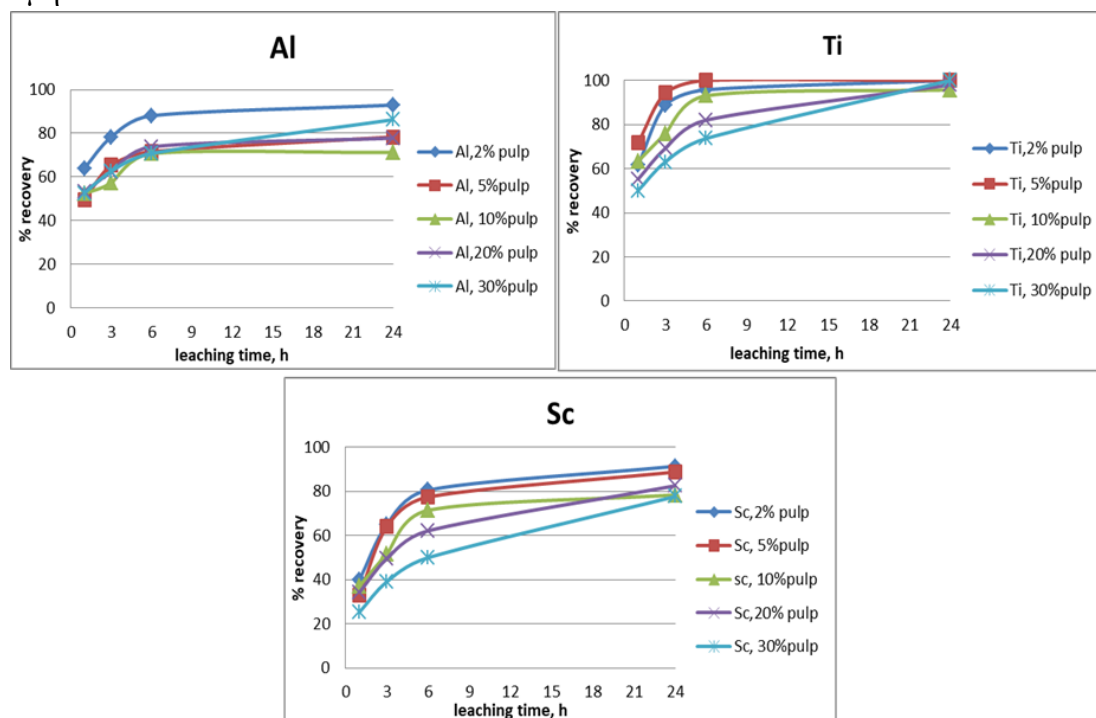 Al
100
80
60
40
20
0
% recovery
0 3 6 9 12 15 18 21 24
leaching time, h
Al,2% pulp
Al, 5%pulp
Al, 10%pulp
Al,20% pulp
Al, 30%pulp
Ti
100
80
60
40
20
0
% recovery
0 3 6 9 12 15 18 21 24
leaching time, h
Ti,2% pulp
Ti, 5%pulp
Ti, 10%pulp
Ti,20% pulp
Ti, 30%pulp
Sc
100
80
60
40
20
0
% recovery
0 3 6 9 12 15 18 21 24
leaching time, h
Sc,2% pulp
Sc, 5%pulp
sc, 10%pulp
Sc,20% pulp
Sc, 30%pulp